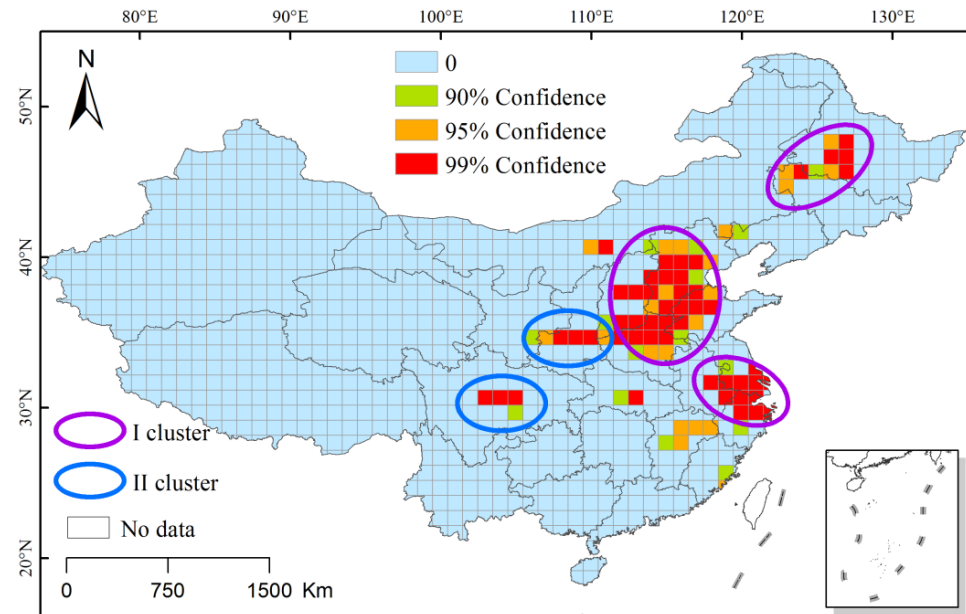 80°E 90°E 100°E 110°E 120°E 130°E
N
0
90% Confidence
95% Confidence
99% Confidence
50°N
40°N
30°N
20°N
I cluster
II cluster
No data
0 750 1500 Km